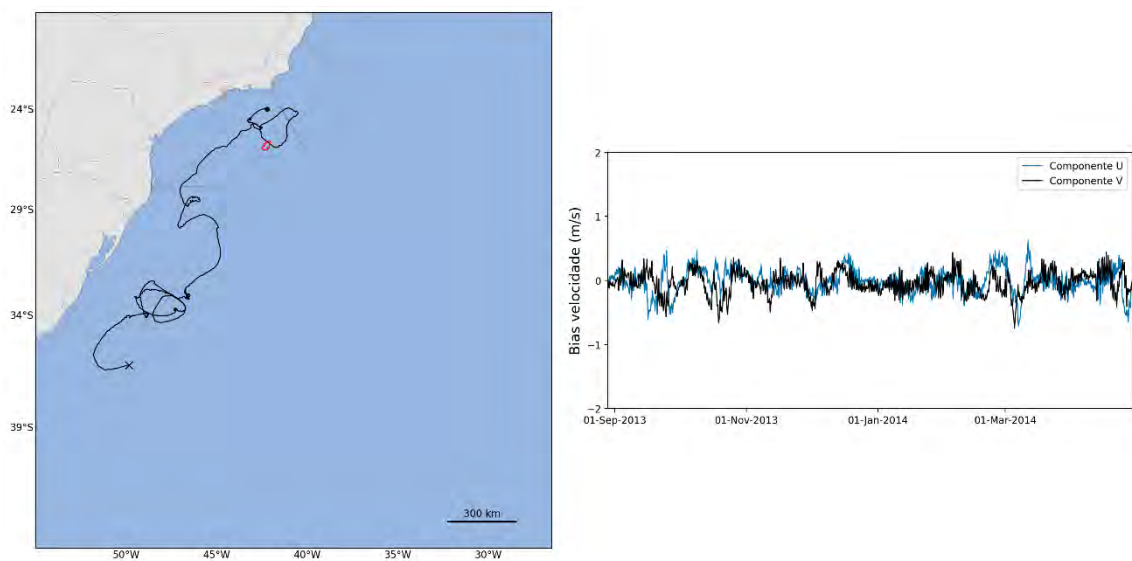 24°S
29°S
34°S
39°S
300 km
50°W
45°W
40°W
35°W
30°W
Bias velocidade (m/s)
2
1
0
−1
−2
Componente U
Componente V
01-Sep-2013
01-Nov-2013
01-Jan-2014
01-Mar-2014